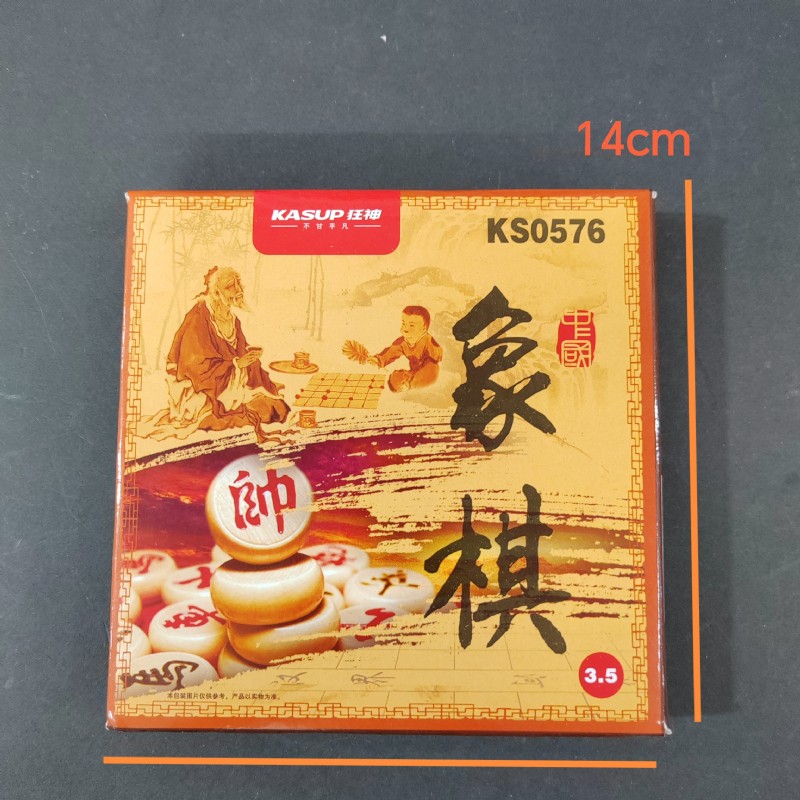 14cm
KASUP 狂神
不甘平凡
KS0576
中國
象棋
帥
3.5
本包装图片仅供参考，产品以实物为准。